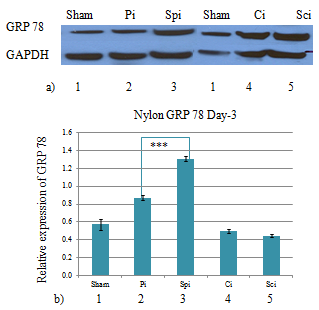 Sham Pi Spi Sham Ci Sci
GRP 78
GAPDH
a) 1 2 3 1 4 5
Nylon GRP 78 Day-3
Relative expression of GRP 78
1.6
1.4
1.2
1.0
0.8
0.6
0.4
0.2
0.0
***
Sham Pi Spi Ci Sci
b) 1 2 3 4 5